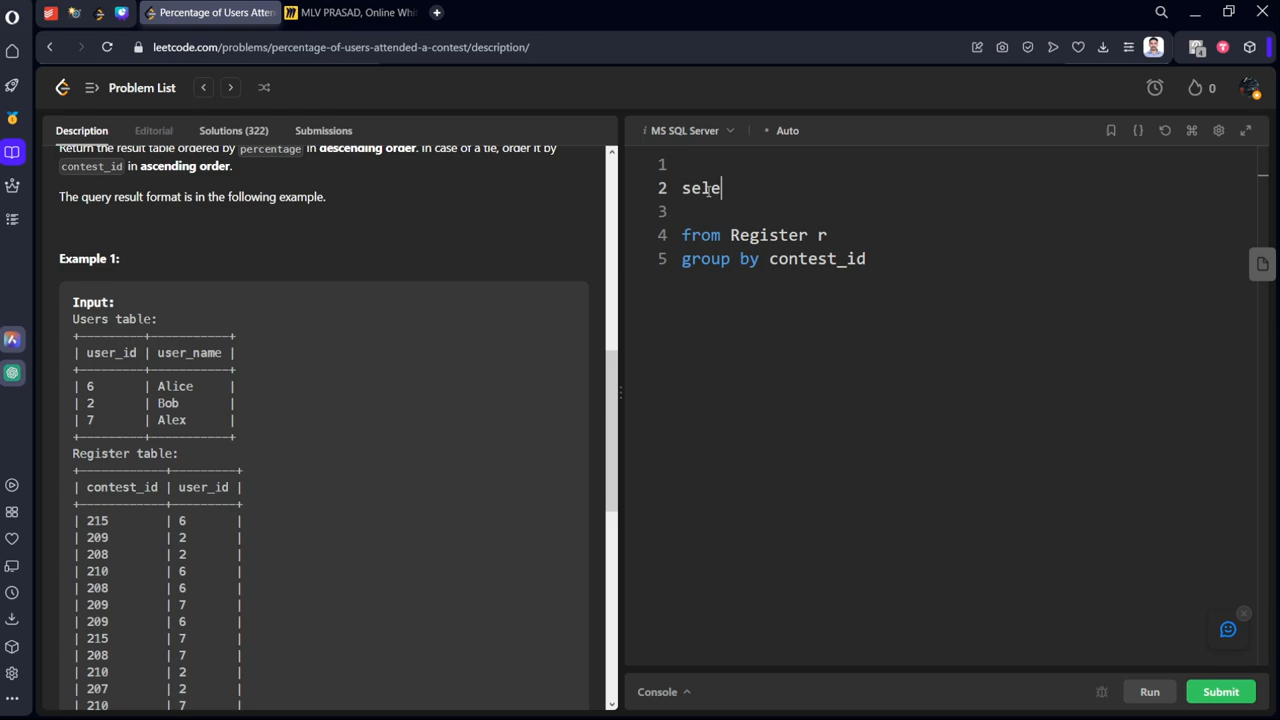 Percentage of Users Atten
MLV PRASAD, Online Whi
leetcode.com/problems/percentage-of-users-attended-a-contest/description/
4
Problem List
0
Description
Editorial
Solutions (322)
Submissions
MS SQL Server
Auto
Return the result table ordered by percentage in descending order. In case of a tie, order it by
contest_id in ascending order.
The query result format is in the following example.
Example 1:
Input:
Users table:
+---------+-----------+
| user_id | user_name |
+---------+-----------+
| 6 | Alice |
| 2 | Bob |
| 7 | Alex |
+---------+-----------+
Register table:
+------------+---------+
| contest_id | user_id |
+------------+---------+
| 215 | 6 |
| 209 | 2 |
| 208 | 2 |
| 210 | 6 |
| 208 | 6 |
| 209 | 7 |
| 209 | 6 |
| 215 | 7 |
| 208 | 7 |
| 210 | 2 |
| 207 | 2 |
| 210 | 7 |
1
2 sele
3
4 from Register r
5 group by contest_id
Console
Run
Submit